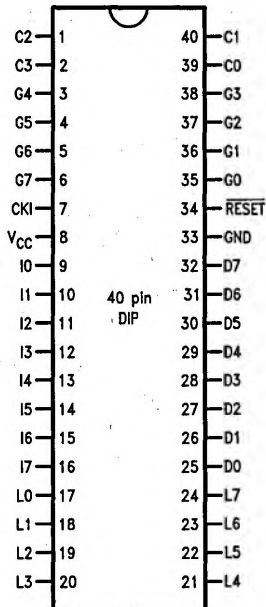 C2 1 40 C1
C3 2 39 C0
G4 3 38 G3
G5 4 37 G2
G6 5 36 G1
G7 6 35 G0
CKI 7 34 RESET
VCC 8 33 GND
I0 9 32 D7
I1 10 31 D6
I2 11 30 D5
I3 12 29 D4
I4 13 28 D3
I5 14 27 D2
I6 15 26 D1
I7 16 25 D0
L0 17 24 L7
L1 18 23 L6
L2 19 22 L5
L3 20 21 L4
40 pin
DIP